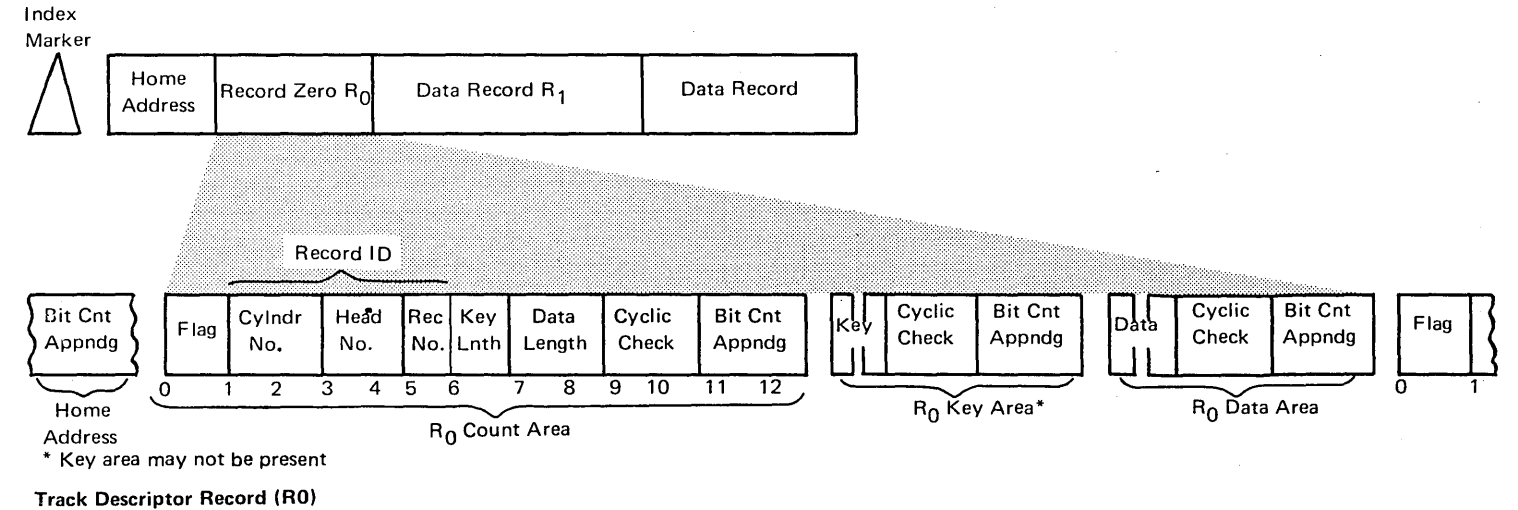 Index
Marker
Home
Address
Record Zero R0
Data Record R1
Data Record
Record ID
Bit Cnt
Appndg
Flag
Cylndr
No.
Head
No.
Rec
No.
Key
Lnth
Data
Length
Cyclic
Check
Bit Cnt
Appndg
Key
Cyclic
Check
Bit Cnt
Appndg
Data
Cyclic
Check
Bit Cnt
Appndg
Flag
0 1 2 3 4 5 6 7 8 9 10 11 12
0 1
Home
Address
R0 Count Area
R0 Key Area*
R0 Data Area
* Key area may not be present
Track Descriptor Record (R0)